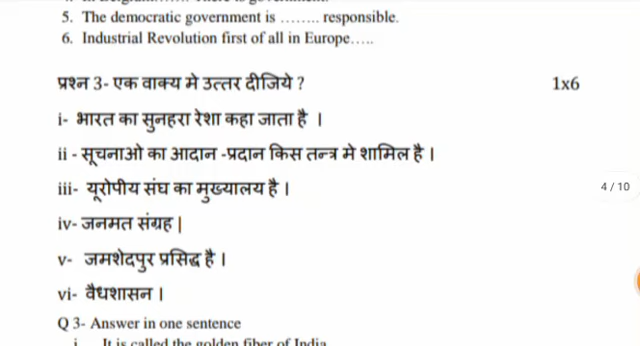 5. The democratic government is …….. responsible.
6. Industrial Revolution first of all in Europe…..
प्रश्न 3- एक वाक्य मे उत्तर दीजिये ? 1x6
i- भारत का सुनहरा रेशा कहा जाता है ।
ii - सूचनाओ का आदान -प्रदान किस तन्त्र मे शामिल है ।
iii- यूरोपीय संघ का मुख्यालय है ।
4 / 10
iv- जनमत संग्रह |
v- जमशेदपुर प्रसिद्ध है ।
vi- वैधशासन ।
Q 3- Answer in one sentence
i. It is called the golden fiber of India